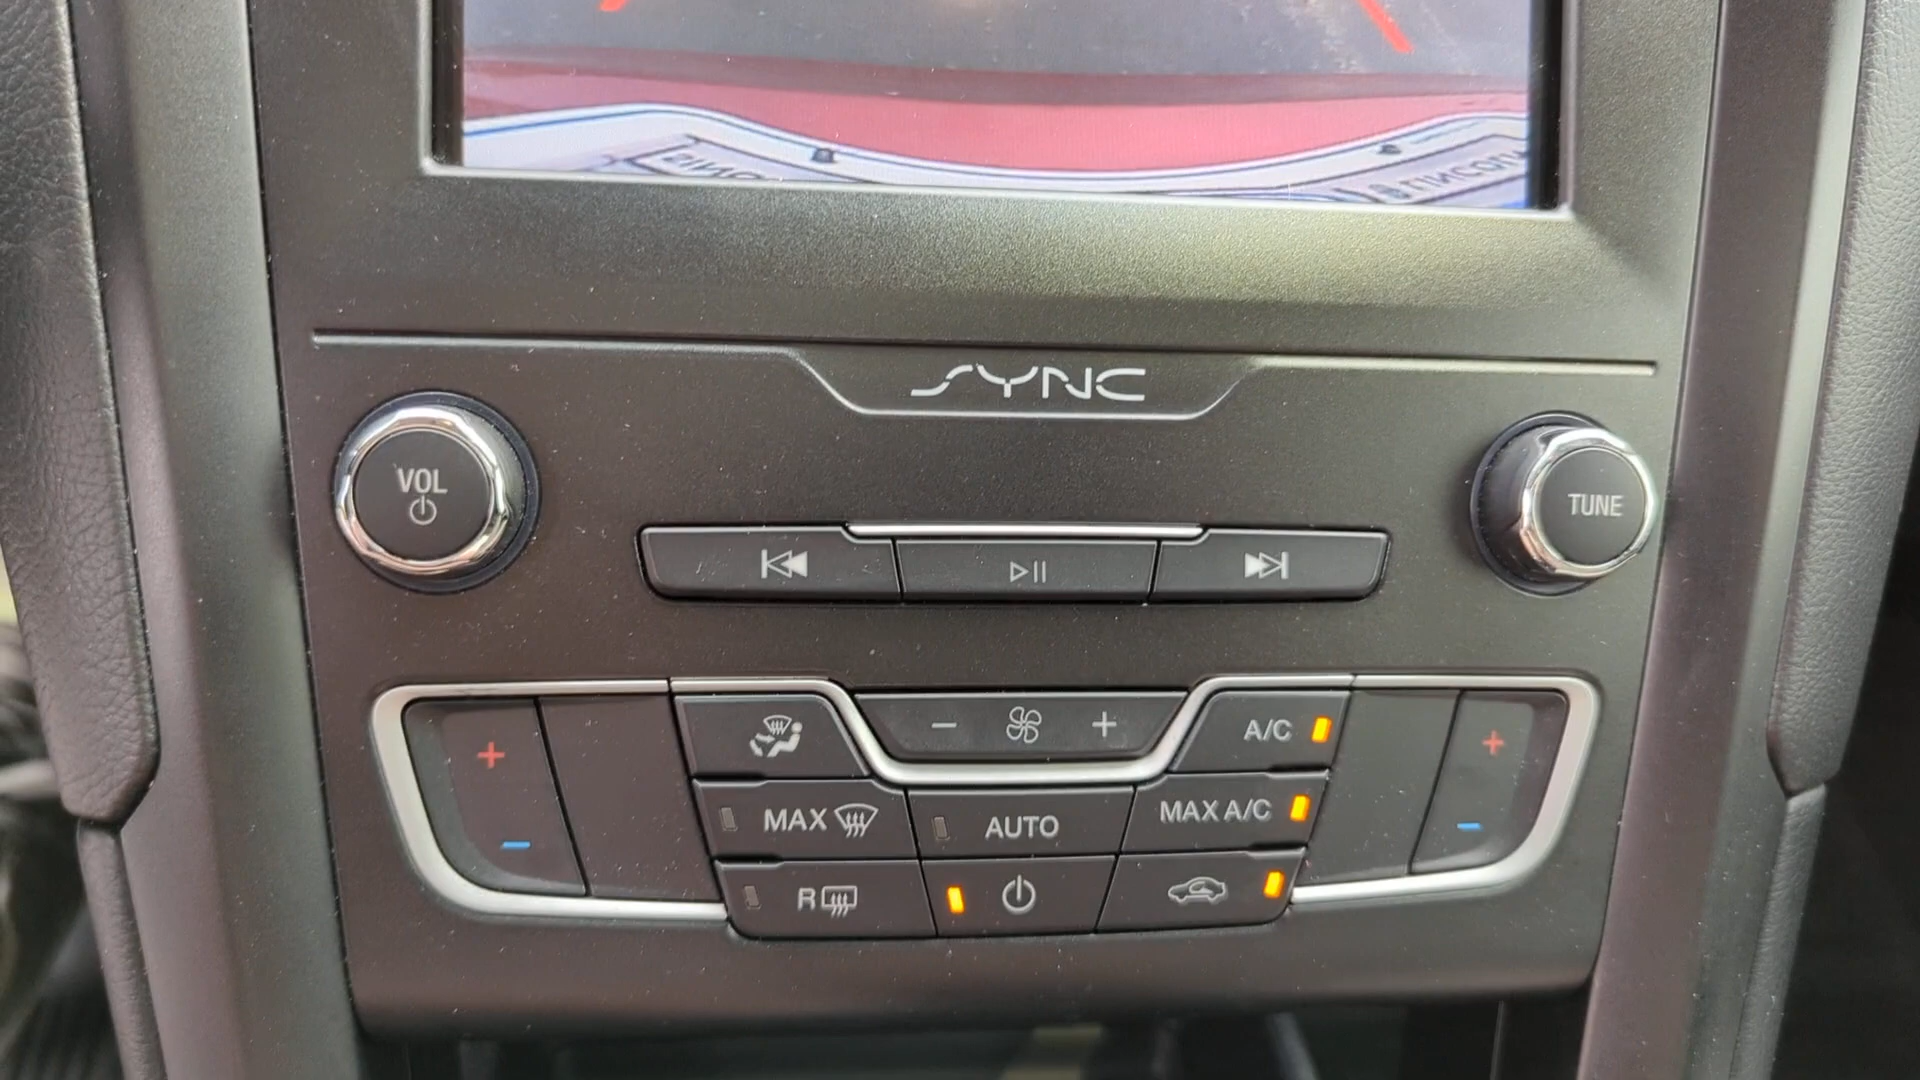 SYNC
VOL
TUNE
A/C
MAX
AUTO
MAX A/C
R